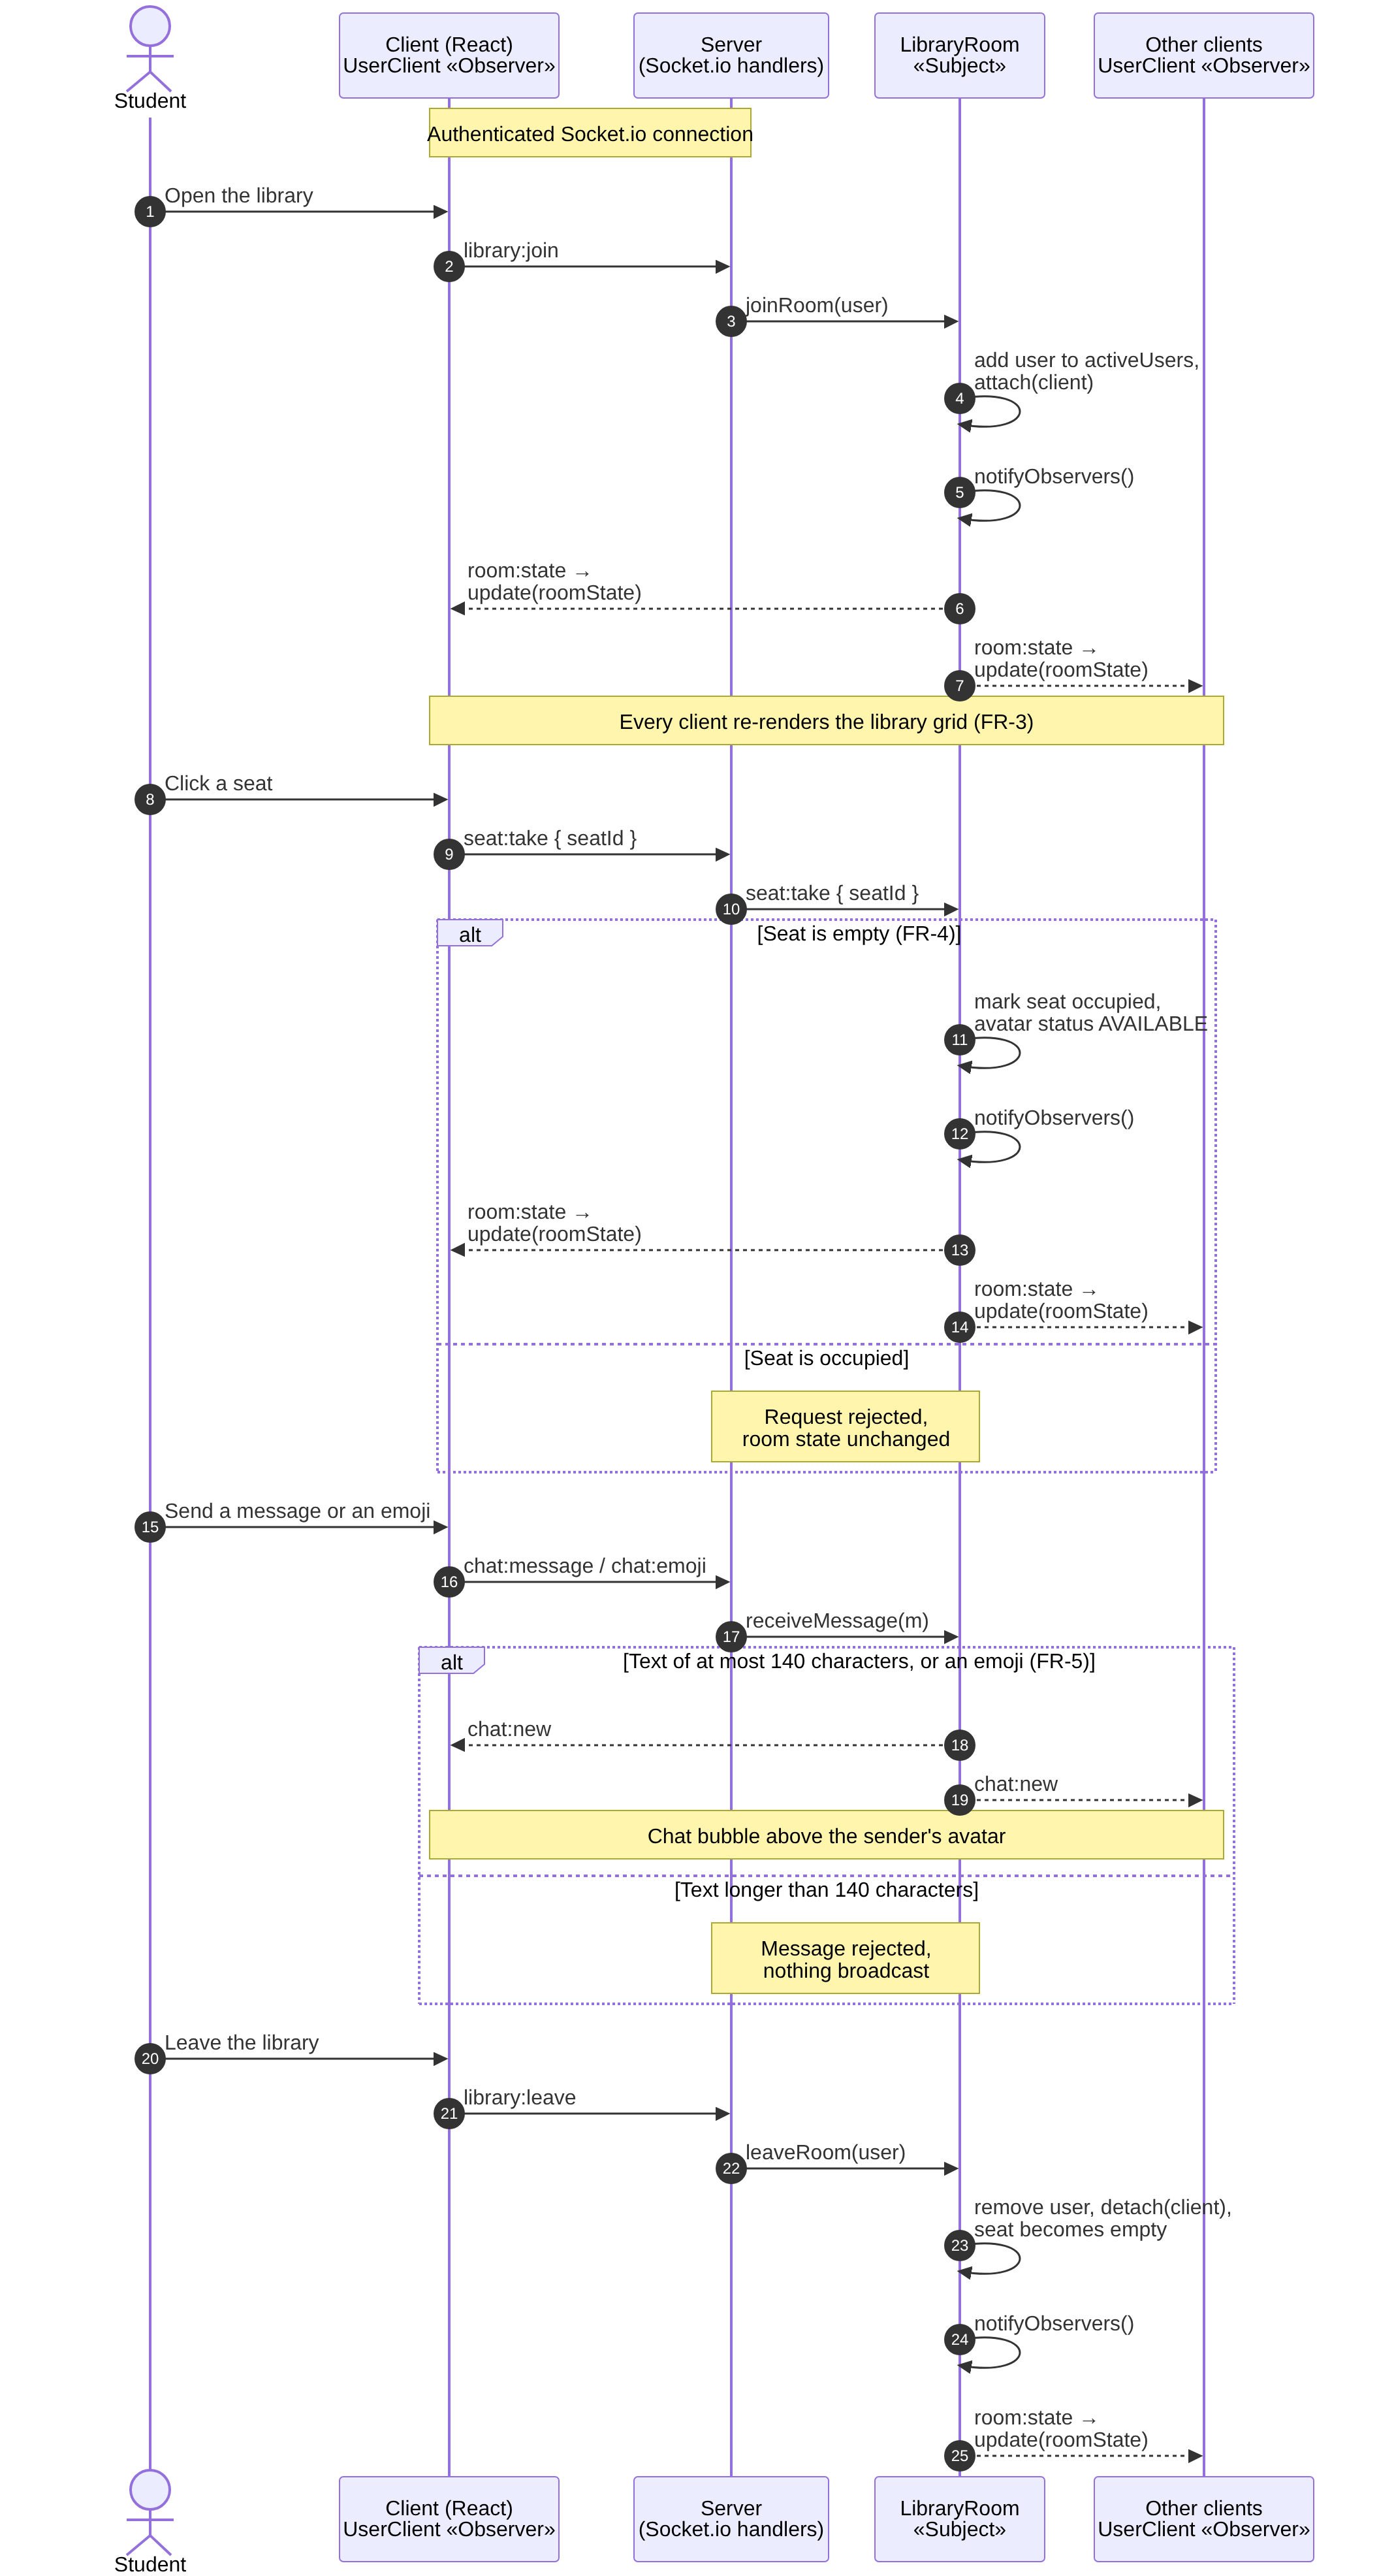 Student
Client (React)
UserClient «Observer»
Server
(Socket.io handlers)
LibraryRoom
«Subject»
Other clients
UserClient «Observer»
Authenticated Socket.io connection
1
Open the library
2
library:join
3
joinRoom(user)
add user to activeUsers,
attach(client)
4
notifyObservers()
5
room:state →
update(roomState)
6
room:state →
update(roomState)
7
Every client re-renders the library grid (FR-3)
8
Click a seat
9
seat:take { seatId }
10
seat:take { seatId }
alt
[Seat is empty (FR-4)]
mark seat occupied,
avatar status AVAILABLE
11
notifyObservers()
12
room:state →
update(roomState)
13
room:state →
update(roomState)
14
[Seat is occupied]
Request rejected,
room state unchanged
15
Send a message or an emoji
16
chat:message / chat:emoji
17
receiveMessage(m)
alt
[Text of at most 140 characters, or an emoji (FR-5)]
chat:new
18
chat:new
19
Chat bubble above the sender's avatar
[Text longer than 140 characters]
Message rejected,
nothing broadcast
20
Leave the library
21
library:leave
22
leaveRoom(user)
remove user, detach(client),
seat becomes empty
23
notifyObservers()
24
room:state →
update(roomState)
25
Student
Client (React)
UserClient «Observer»
Server
(Socket.io handlers)
LibraryRoom
«Subject»
Other clients
UserClient «Observer»